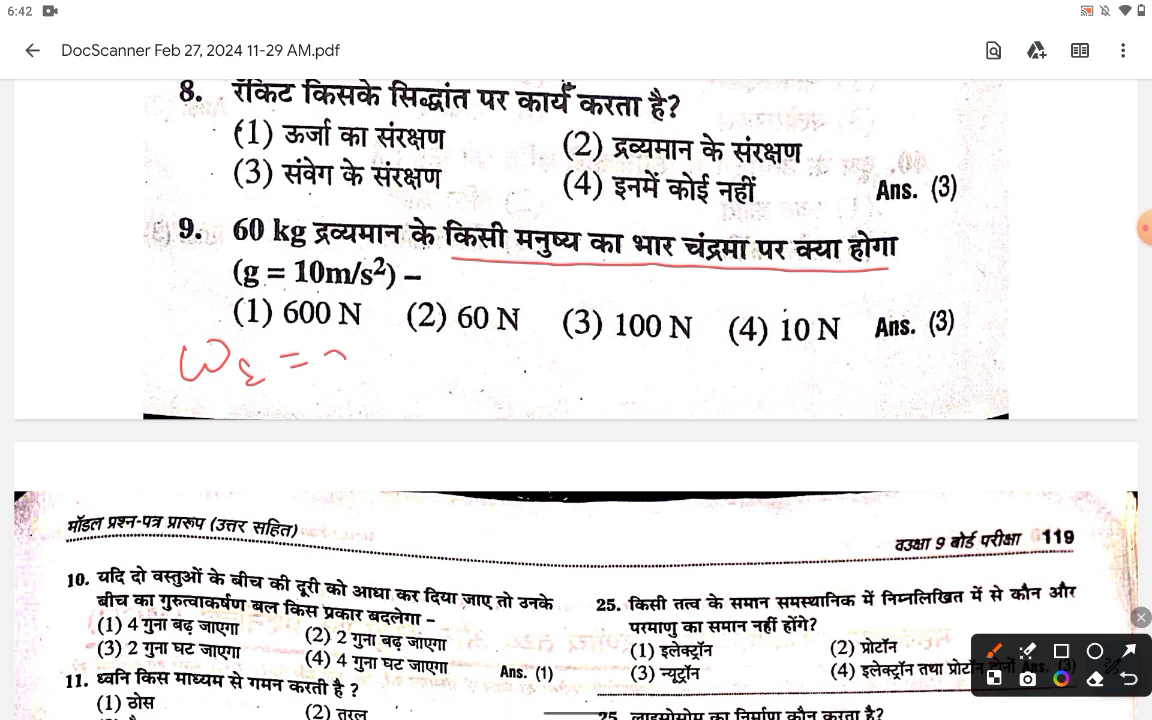 6:42
DocScanner Feb 27, 2024 11-29 AM.pdf
8. रॉकेट किसके सिद्धांत पर कार्य करता है?
(1) ऊर्जा का संरक्षण (2) द्रव्यमान के संरक्षण
(3) संवेग के संरक्षण (4) इनमें कोई नहीं Ans. (3)
9. 60 kg द्रव्यमान के किसी मनुष्य का भार चंद्रमा पर क्या होगा
(g = 10m/s²) –
(1) 600 N (2) 60 N (3) 100 N (4) 10 N Ans. (3)
मॉडल प्रश्न-पत्र प्रारूप (उत्तर सहित)
कक्षा 9 बोर्ड परीक्षा 119
10. यदि दो वस्तुओं के बीच की दूरी को आधा कर दिया जाए तो उनके
बीच का गुरुत्वाकर्षण बल किस प्रकार बदलेगा –
(1) 4 गुना बढ़ जाएगा (2) 2 गुना बढ़ जाएगा
(3) 2 गुना घट जाएगा (4) 4 गुना घट जाएगा Ans. (1)
11. ध्वनि किस माध्यम से गमन करती है ?
(1) ठोस (2) तरल
25. किसी तत्व के समान समस्थानिक में निम्नलिखित में से कौन और
परमाणु का समान नहीं होंगे?
(1) इलेक्ट्रॉन (2) प्रोटॉन
(3) न्यूट्रॉन (4) इलेक्ट्रॉन तथा प्रोटॉन दोनों Ans. (3)
25. लाइसोसोम का निर्माण कौन करता है?